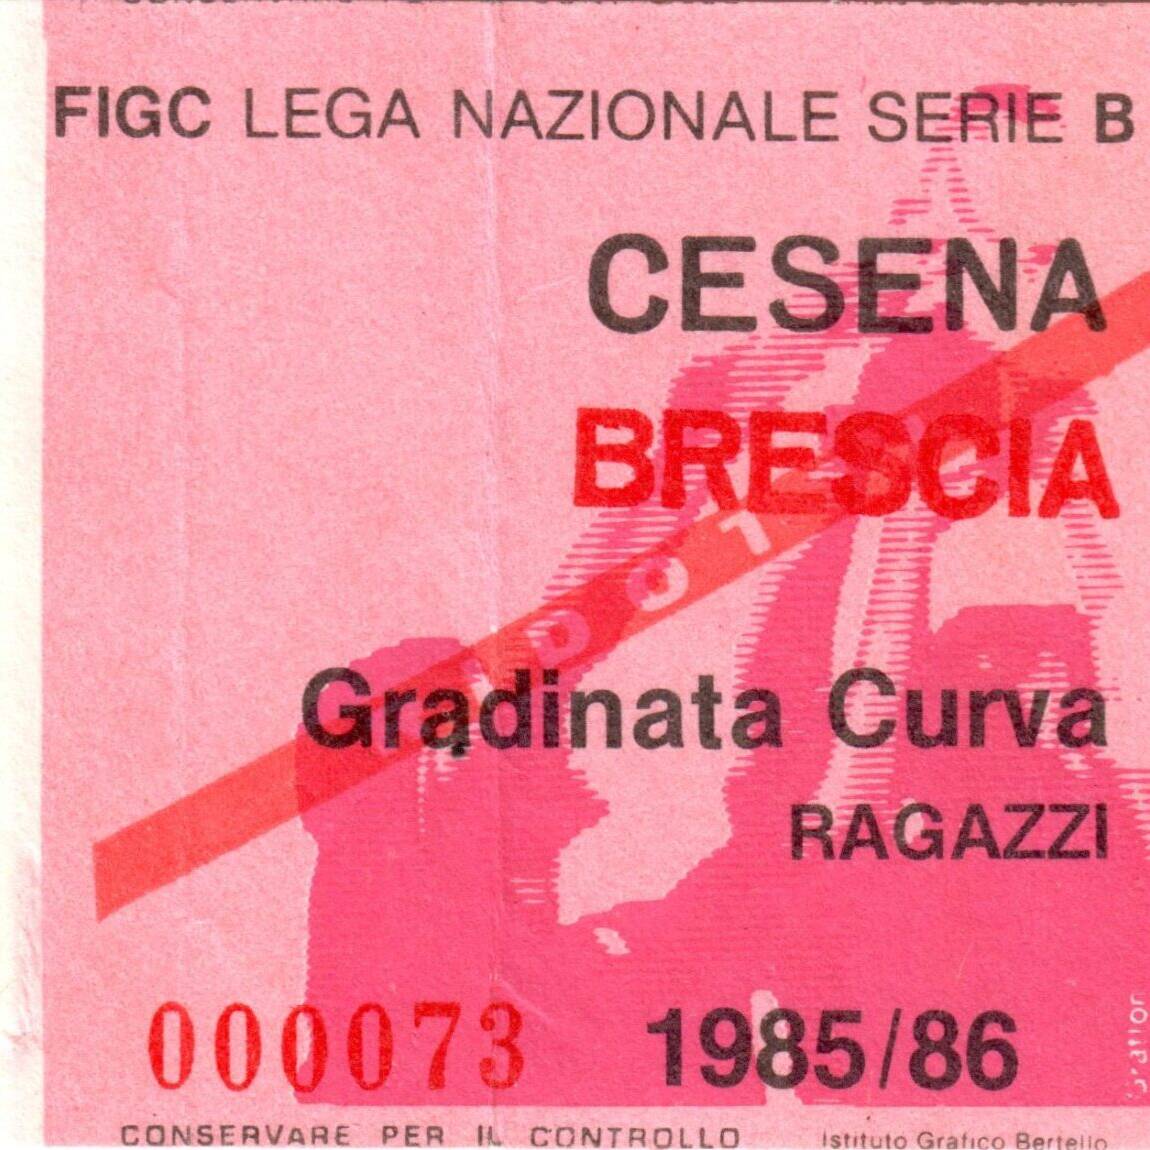 FIGC LEGA NAZIONALE SERIE B
CESENA
BRESCIA
Gradinata Curva
RAGAZZI
000073
1985/86
CONSERVARE PER IL CONTROLLO
Istituto Grafico Bertello